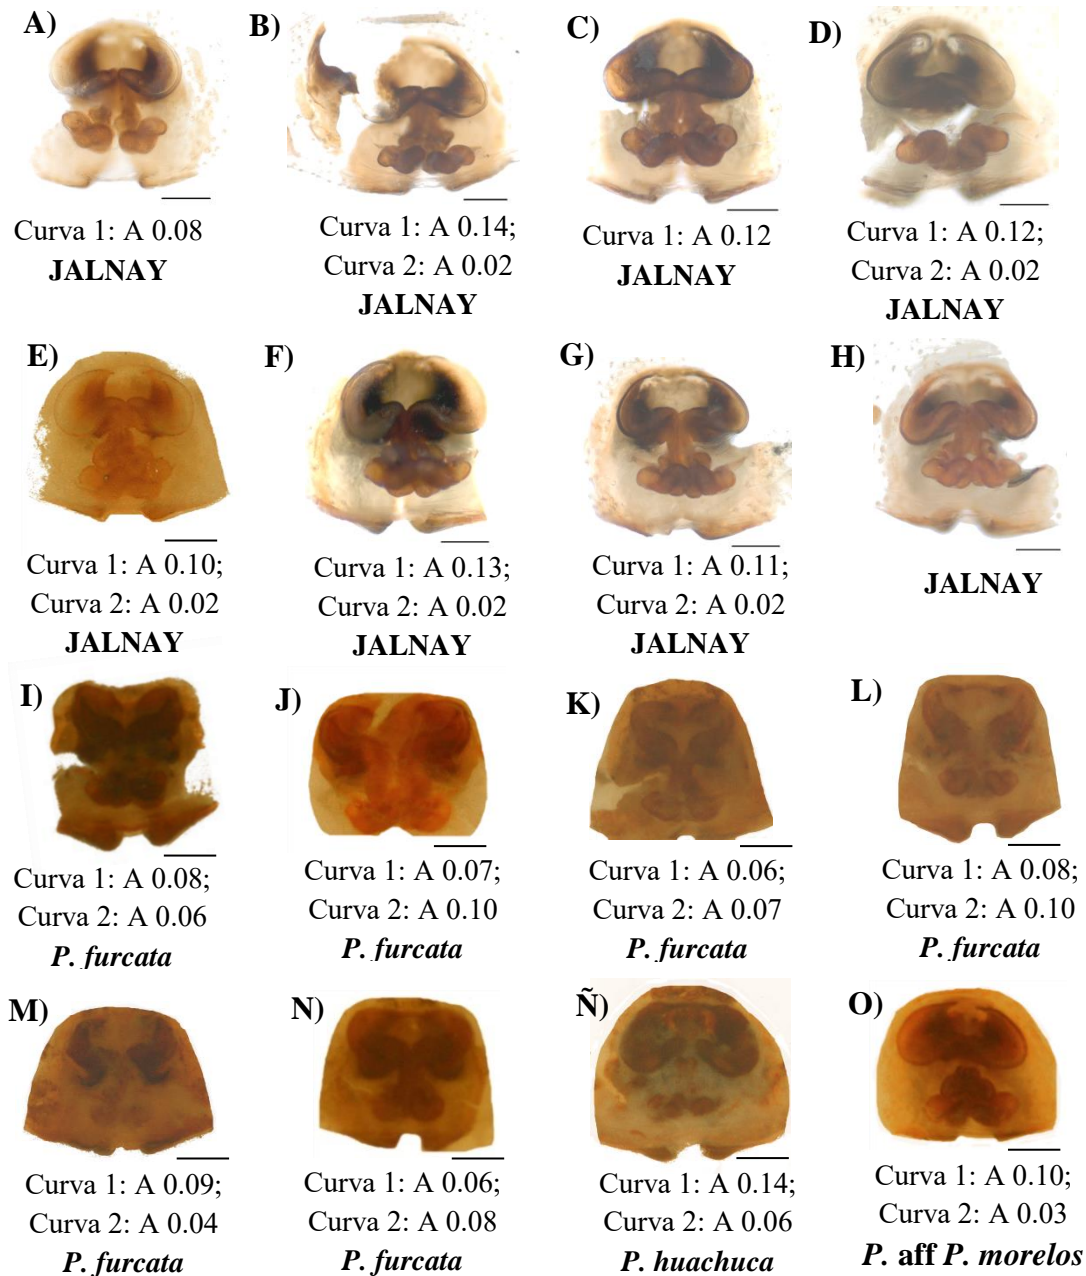 A)
B)
C)
D)
Curva 1: A 0.08
JALNAY
Curva 1: A 0.14;
Curva 2: A 0.02
JALNAY
Curva 1: A 0.12
JALNAY
Curva 1: A 0.12;
Curva 2: A 0.02
JALNAY
E)
F)
G)
H)
Curva 1: A 0.10;
Curva 2: A 0.02
JALNAY
Curva 1: A 0.13;
Curva 2: A 0.02
JALNAY
Curva 1: A 0.11;
Curva 2: A 0.02
JALNAY
JALNAY
I)
J)
K)
L)
Curva 1: A 0.08;
Curva 2: A 0.06
P. furcata
Curva 1: A 0.07;
Curva 2: A 0.10
P. furcata
Curva 1: A 0.06;
Curva 2: A 0.07
P. furcata
Curva 1: A 0.08;
Curva 2: A 0.10
P. furcata
M)
N)
Ñ)
O)
Curva 1: A 0.09;
Curva 2: A 0.04
P. furcata
Curva 1: A 0.06;
Curva 2: A 0.08
P. furcata
Curva 1: A 0.14;
Curva 2: A 0.06
P. huachuca
Curva 1: A 0.10;
Curva 2: A 0.03
P. aff P. morelos